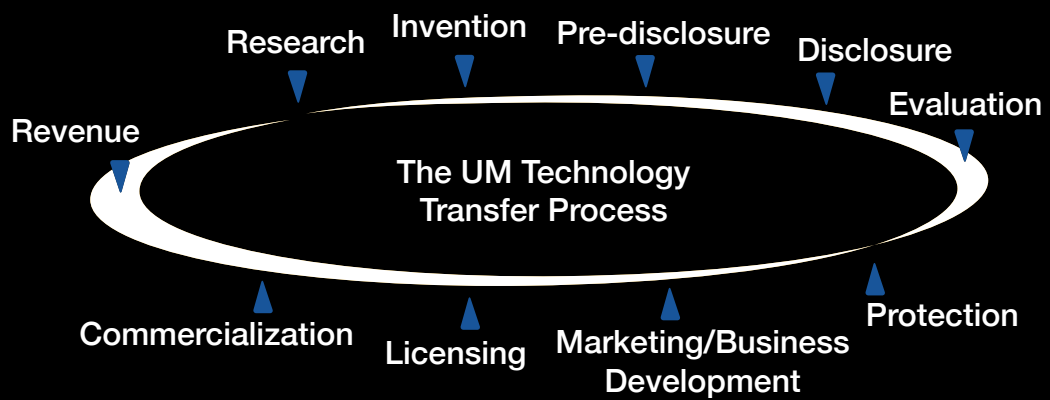 Research
Invention
Pre-disclosure
Disclosure
Evaluation
Revenue
The UM Technology
Transfer Process
Protection
Commercialization
Licensing
Marketing/Business
Development